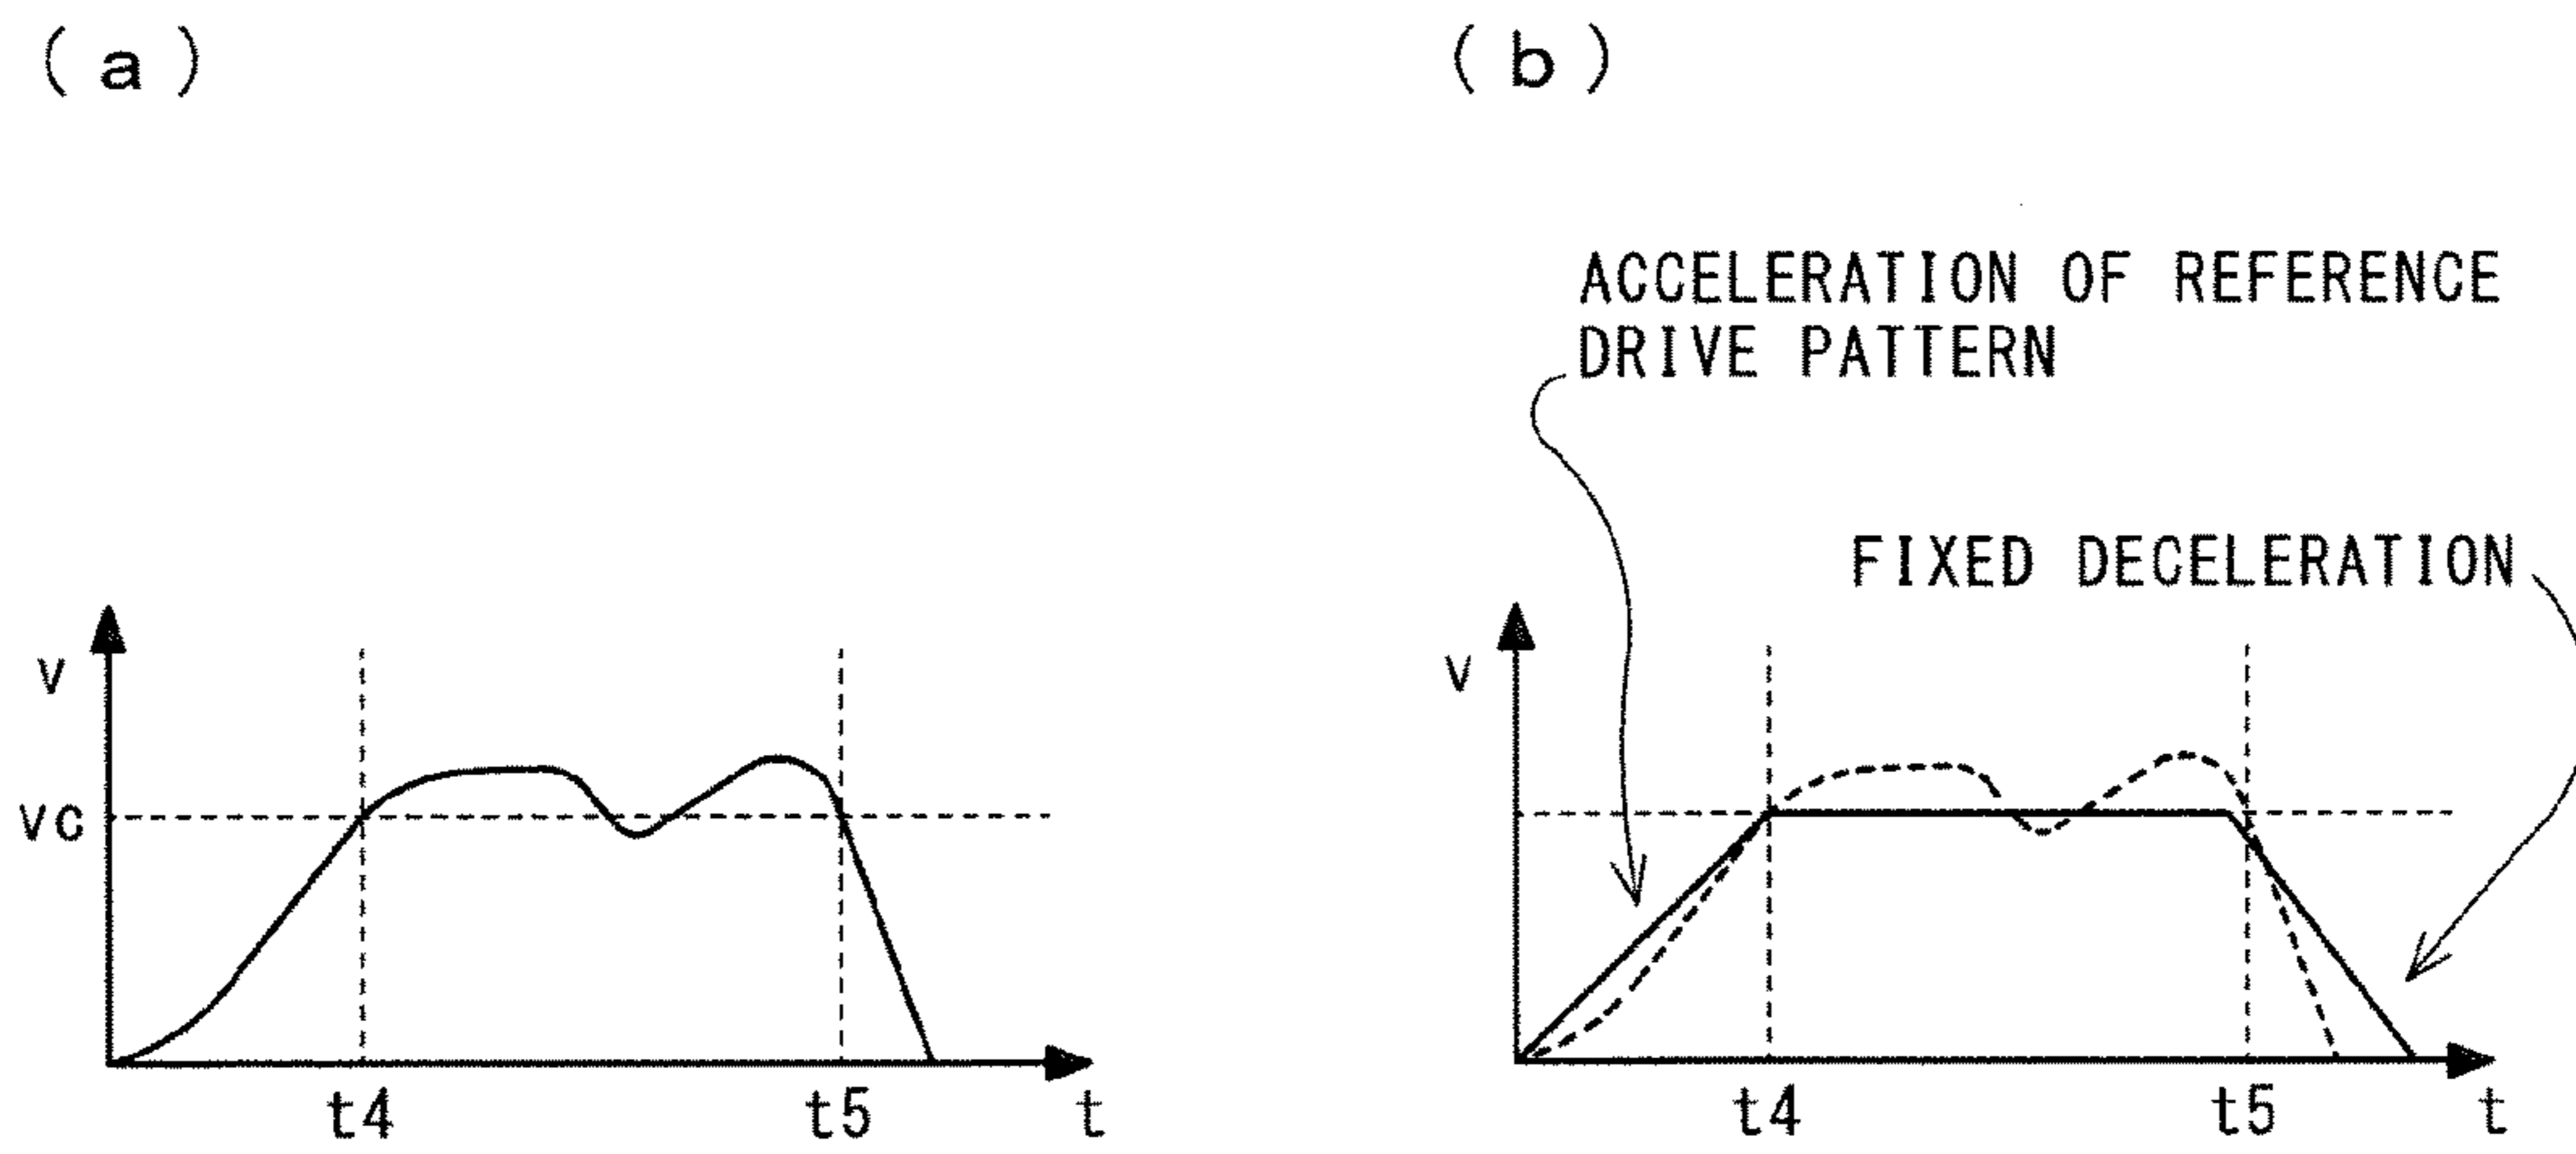 (a)
v
vc
t4
t5
t
(b)
ACCELERATION OF REFERENCE
DRIVE PATTERN
FIXED DECELERATION
v
t4
t5
t